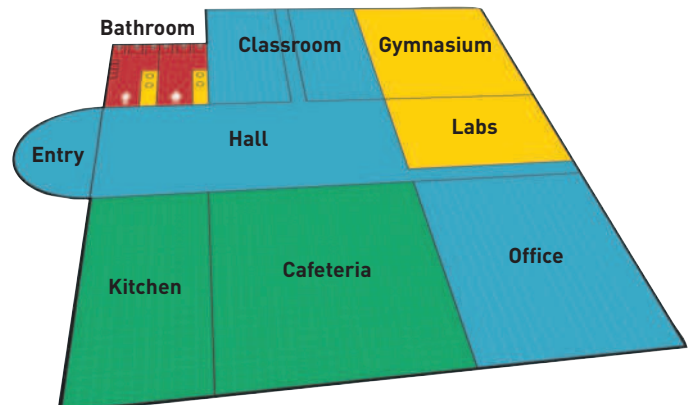 Bathroom
Classroom
Gymnasium
Entry
Hall
Labs
Kitchen
Cafeteria
Office